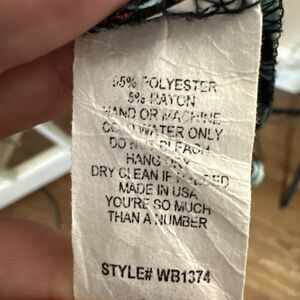 95% POLYESTER
5% RAYON
HAND OR MACHINE
COLD WATER ONLY
DO NOT BLEACH
HANG DRY
DRY CLEAN IF NEEDED
MADE IN USA
YOU'RE SO MUCH
THAN A NUMBER
STYLE# WB1374